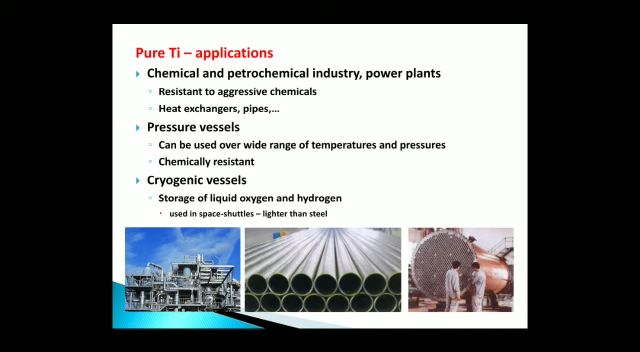 Pure Ti – applications
Chemical and petrochemical industry, power plants
Resistant to aggressive chemicals
Heat exchangers, pipes,...
Pressure vessels
Can be used over wide range of temperatures and pressures
Chemically resistant
Cryogenic vessels
Storage of liquid oxygen and hydrogen
used in space-shuttles – lighter than steel